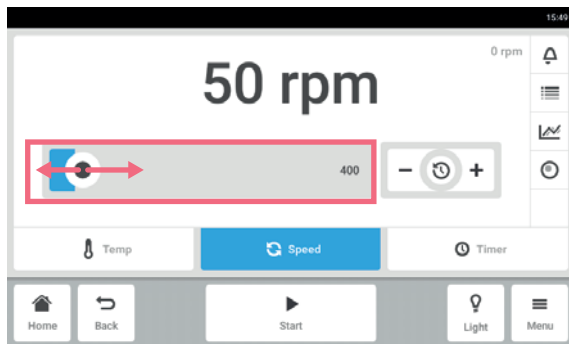 15:49
0 rpm
50 rpm
400
Temp
Speed
Timer
Home
Back
Start
Light
Menu